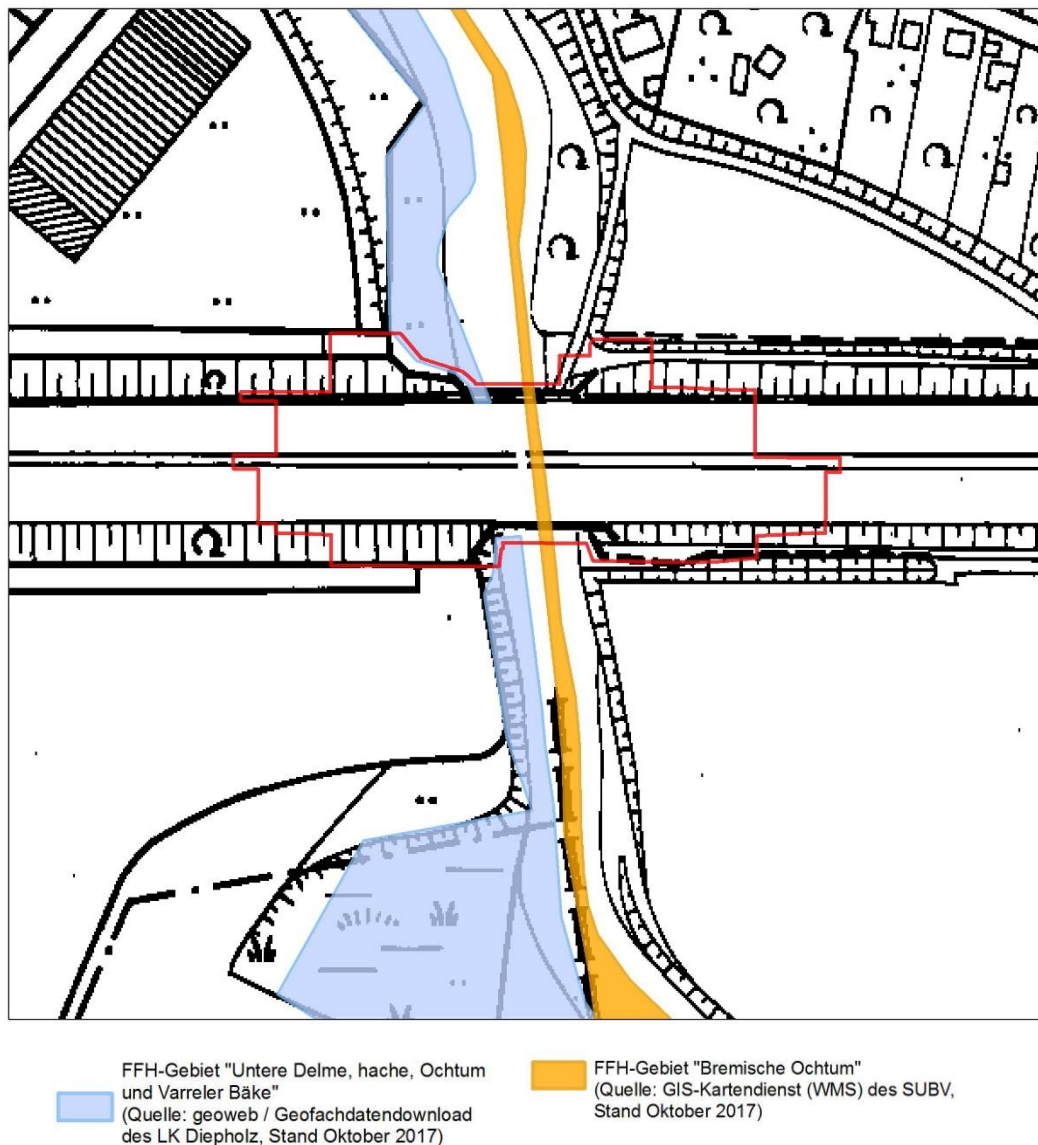 FFH-Gebiet "Untere Delme, hache, Ochtum
und Varreler Bäke"
(Quelle: geoweb / Geofachdatendownload
des LK Diepholz, Stand Oktober 2017)
FFH-Gebiet "Bremische Ochtum"
(Quelle: GIS-Kartendienst (WMS) des SUBV,
Stand Oktober 2017)